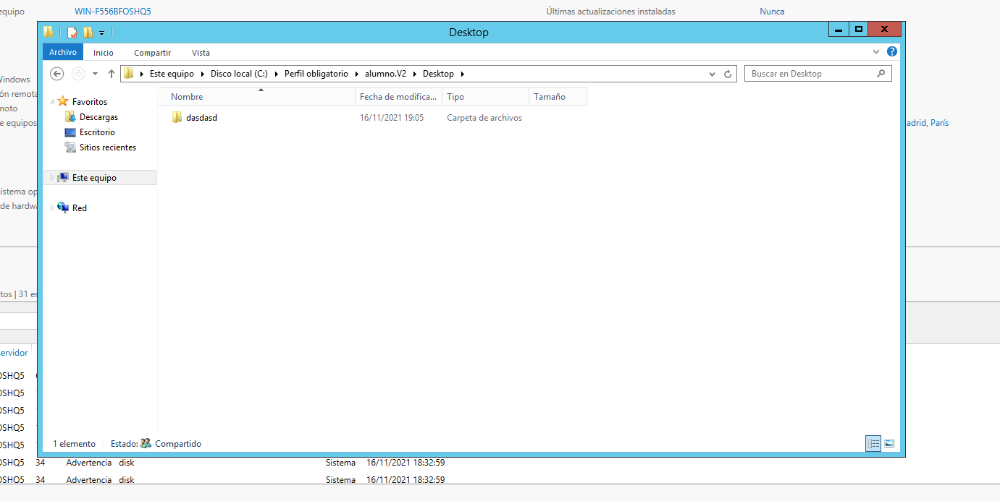 equipo WIN-F556BFOSHQ5 Últimas actualizaciones instaladas Nunca
Desktop
Archivo Inicio Compartir Vista
Este equipo Disco local (C:) Perfil obligatorio alumno.V2 Desktop Buscar en Desktop
Nombre Fecha de modifica... Tipo Tamaño
dasdasd 16/11/2021 19:05 Carpeta de archivos
Favoritos
Descargas
Escritorio
Sitios recientes
Este equipo
Red
1 elemento Estado: Compartido
Windows
ón remota
moto
e equipos adrid, París
istema op
de hardwa
tos | 31 en
servidor
OSHQ5
OSHQ5
OSHQ5
OSHQ5
OSHQ5
OSHQ5 34 Advertencia disk Sistema 16/11/2021 18:32:59
OSHQ5 34 Advertencia disk Sistema 16/11/2021 18:32:59